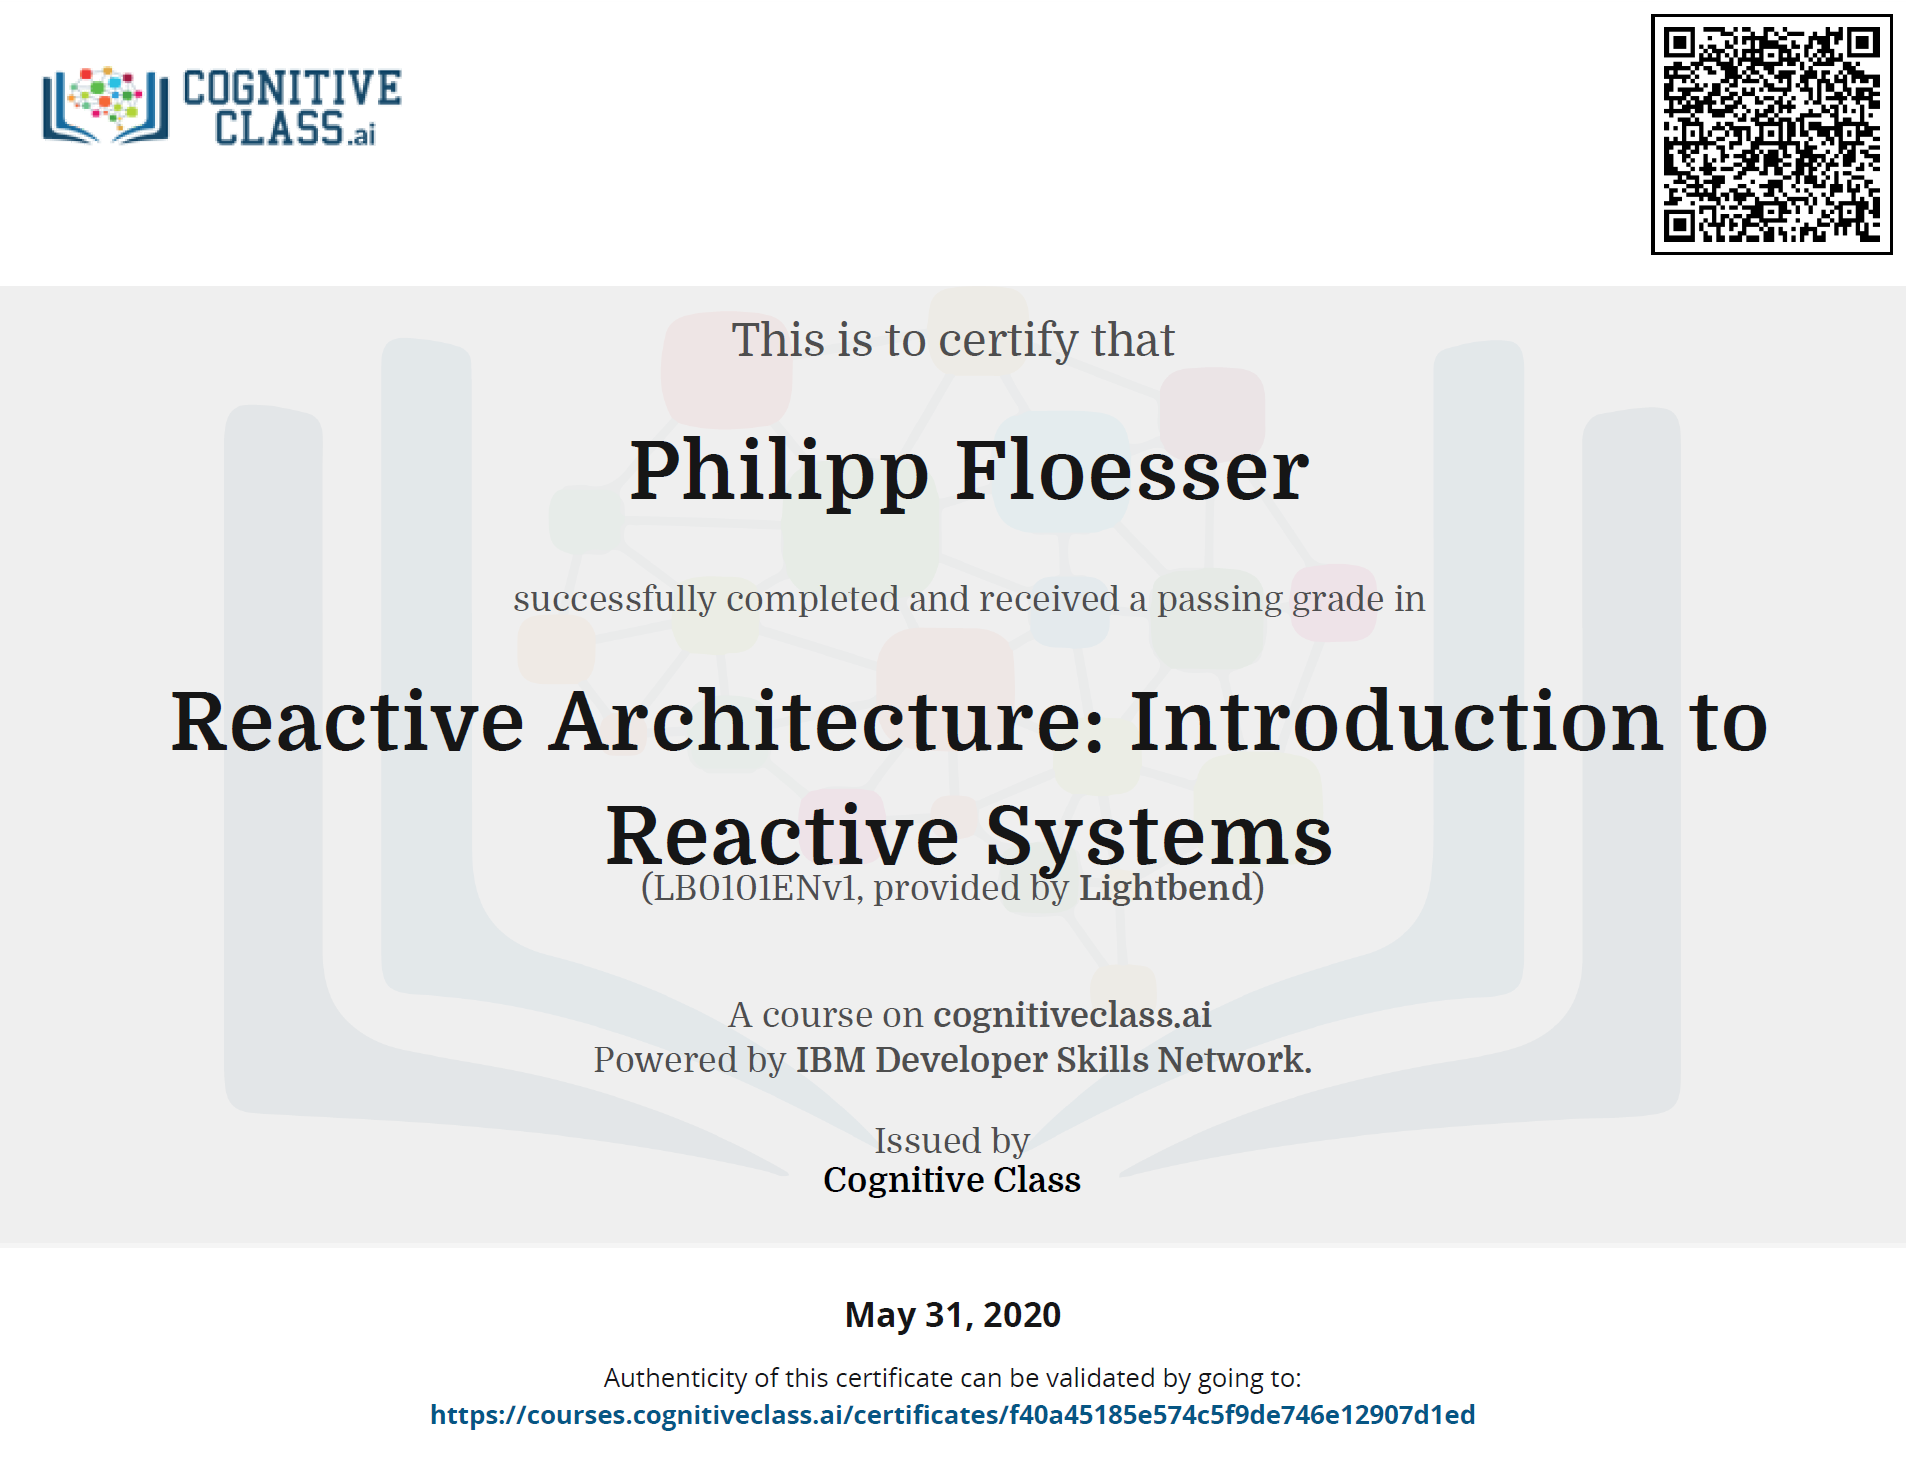 COGNITIVE
CLASS.ai
This is to certify that
Philipp Floesser
successfully completed and received a passing grade in
Reactive Architecture: Introduction to
Reactive Systems
(LB0101ENv1, provided by Lightbend)
A course on cognitiveclass.ai
Powered by IBM Developer Skills Network.
Issued by
Cognitive Class
May 31, 2020
Authenticity of this certificate can be validated by going to:
https://courses.cognitiveclass.ai/certificates/f40a45185e574c5f9de746e12907d1ed